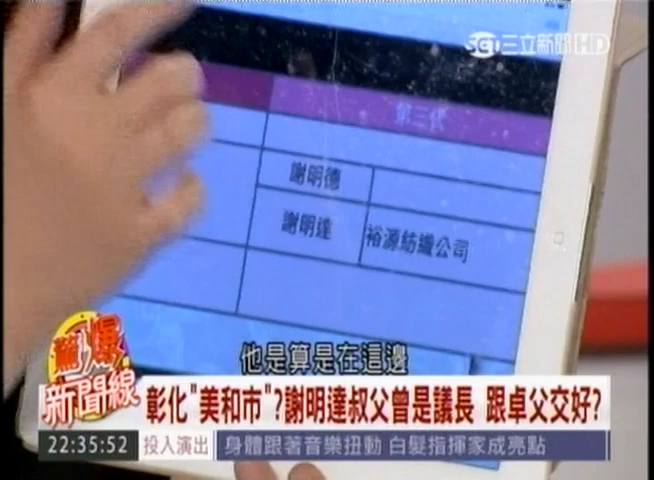 SET三立新聞HD
第三代
謝明德
謝明達 裕源紡織公司
他是算是在這邊
驚爆
新聞線
彰化"美和市"?謝明達叔父曾是議長 跟卓父交好?
22:35:52 投入演出 身體跟著音樂扭動 白髮指揮家成亮點